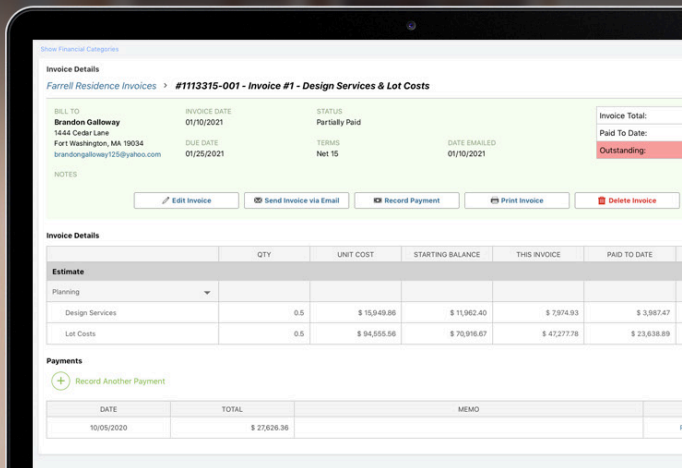 Show Financial Categories
Invoice Details
Farrell Residence Invoices > #1113315-001 - Invoice #1 - Design Services & Lot Costs
BILL TO
Brandon Galloway
1444 Cedar Lane
Fort Washington, MA 19034
brandongalloway125@yahoo.com
INVOICE DATE
01/10/2021
DUE DATE
01/25/2021
STATUS
Partially Paid
TERMS
Net 15
DATE EMAILED
01/10/2021
Invoice Total:
Paid To Date:
Outstanding:
NOTES
Edit Invoice Send Invoice via Email Record Payment Print Invoice Delete Invoice
Invoice Details
QTY UNIT COST STARTING BALANCE THIS INVOICE PAID TO DATE
Estimate
Planning
Design Services 0.5 $ 15,949.86 $ 11,962.40 $ 7,974.93 $ 3,987.47
Lot Costs 0.5 $ 94,555.56 $ 70,916.67 $ 47,277.78 $ 23,638.89
Payments
Record Another Payment
DATE TOTAL MEMO
10/05/2020 $ 27,626.36